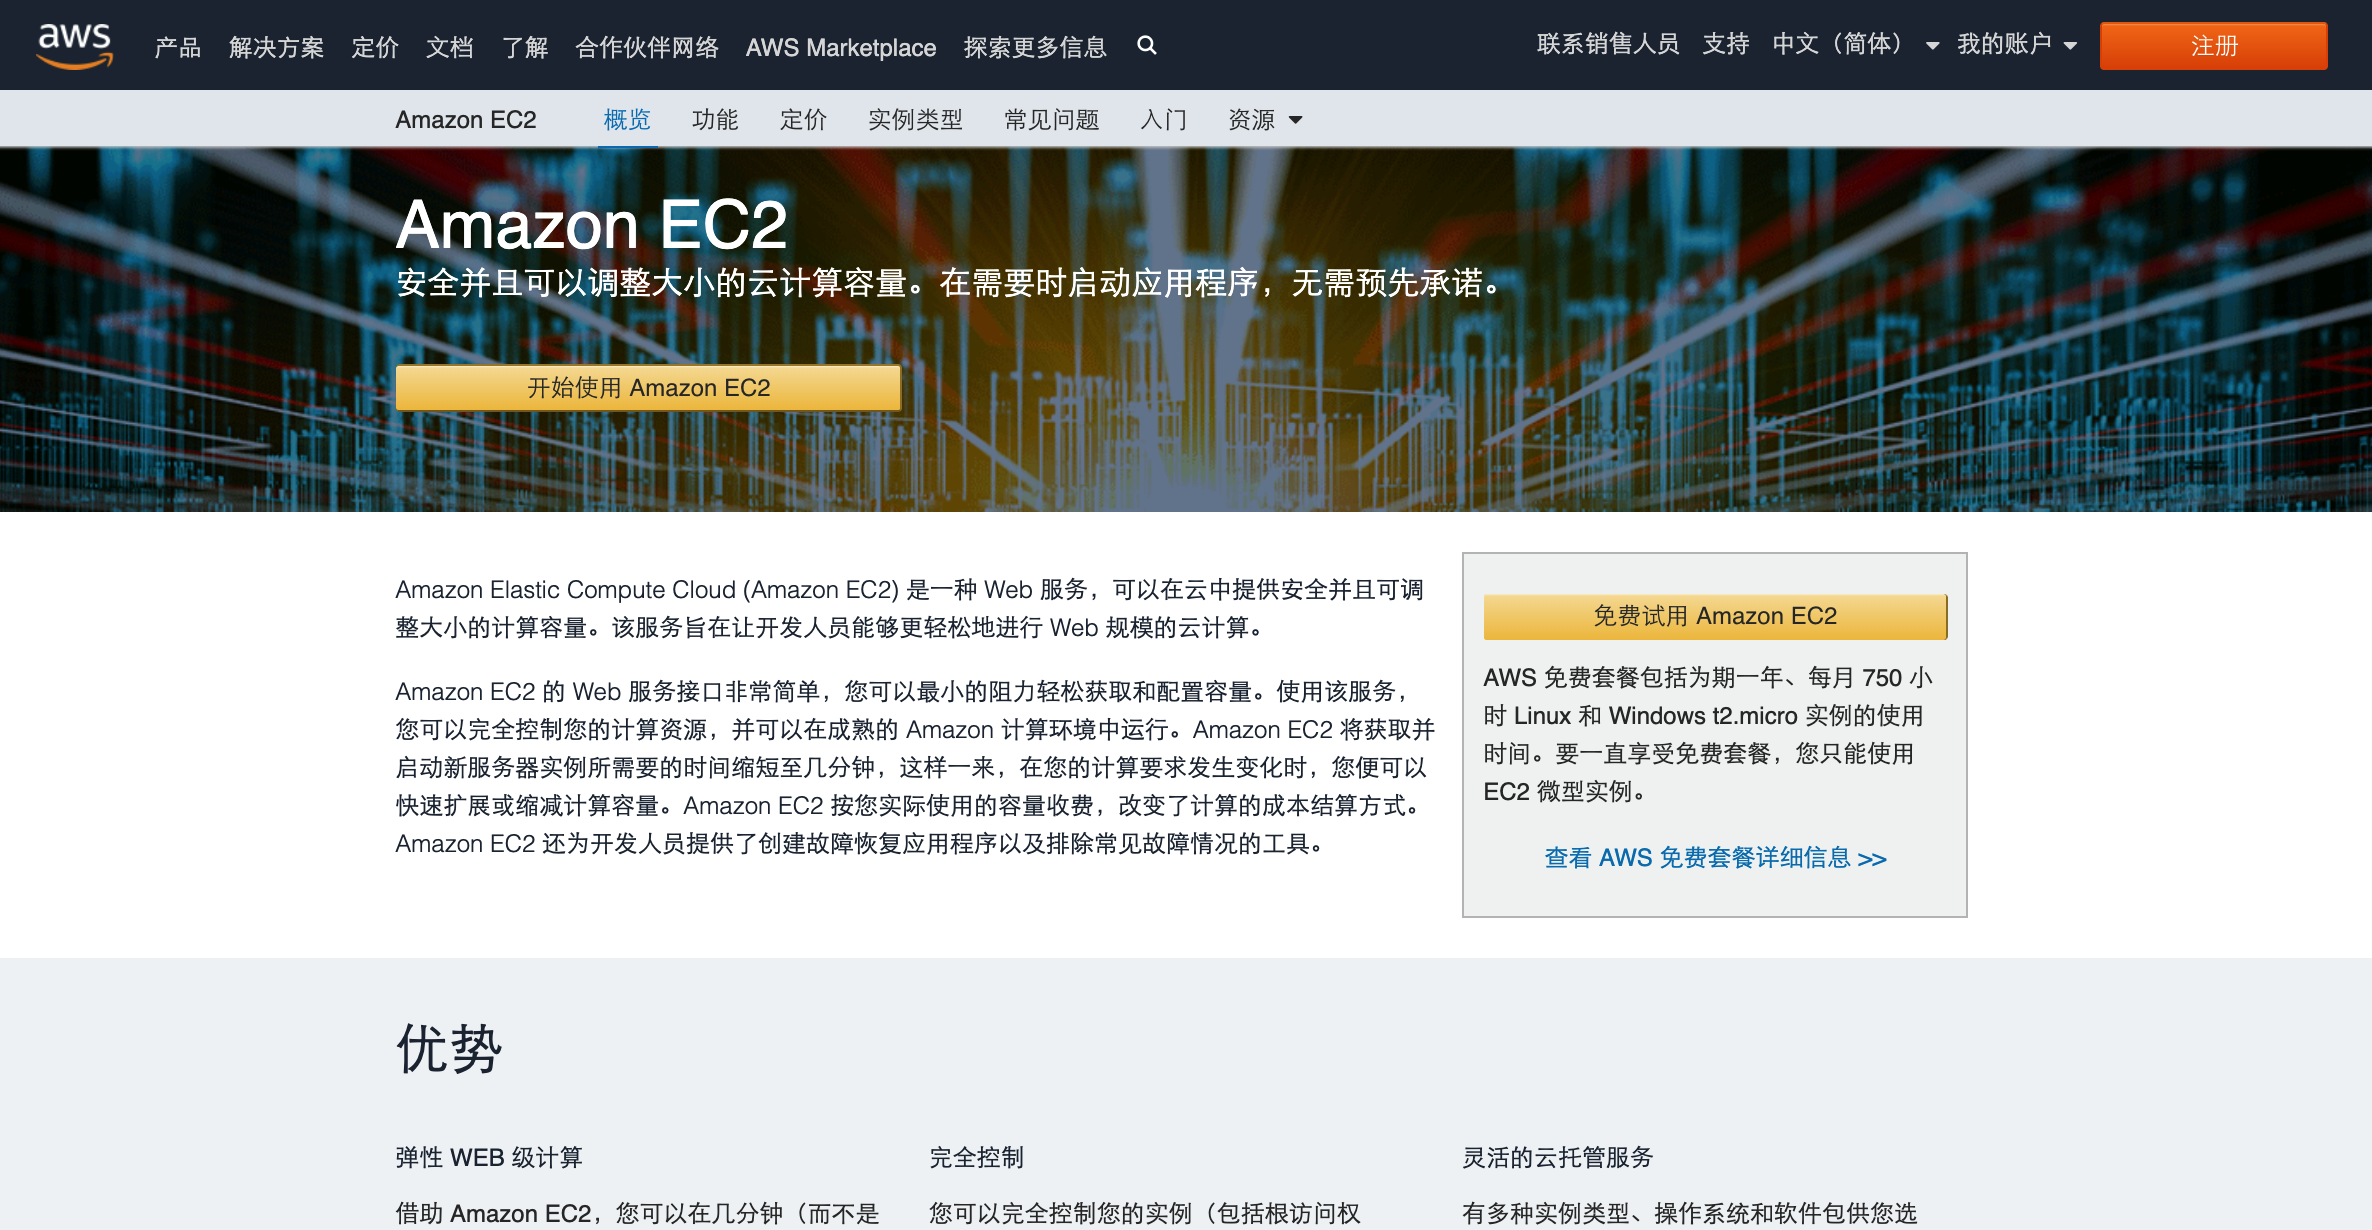 aws
产品 解决方案 定价 文档 了解 合作伙伴网络 AWS Marketplace 探索更多信息
联系销售人员 支持 中文（简体） 我的账户 注册
Amazon EC2 概览 功能 定价 实例类型 常见问题 入门 资源
Amazon EC2
安全并且可以调整大小的云计算容量。在需要时启动应用程序，无需预先承诺。
开始使用 Amazon EC2
Amazon Elastic Compute Cloud (Amazon EC2) 是一种 Web 服务，可以在云中提供安全并且可调
整大小的计算容量。该服务旨在让开发人员能够更轻松地进行 Web 规模的云计算。
Amazon EC2 的 Web 服务接口非常简单，您可以最小的阻力轻松获取和配置容量。使用该服务，
您可以完全控制您的计算资源，并可以在成熟的 Amazon 计算环境中运行。Amazon EC2 将获取并
启动新服务器实例所需要的时间缩短至几分钟，这样一来，在您的计算要求发生变化时，您便可以
快速扩展或缩减计算容量。Amazon EC2 按您实际使用的容量收费，改变了计算的成本结算方式。
Amazon EC2 还为开发人员提供了创建故障恢复应用程序以及排除常见故障情况的工具。
免费试用 Amazon EC2
AWS 免费套餐包括为期一年、每月 750 小
时 Linux 和 Windows t2.micro 实例的使用
时间。要一直享受免费套餐，您只能使用
EC2 微型实例。
查看 AWS 免费套餐详细信息 >>
优势
弹性 WEB 级计算
借助 Amazon EC2，您可以在几分钟（而不是
完全控制
您可以完全控制您的实例（包括根访问权
灵活的云托管服务
有多种实例类型、操作系统和软件包供您选